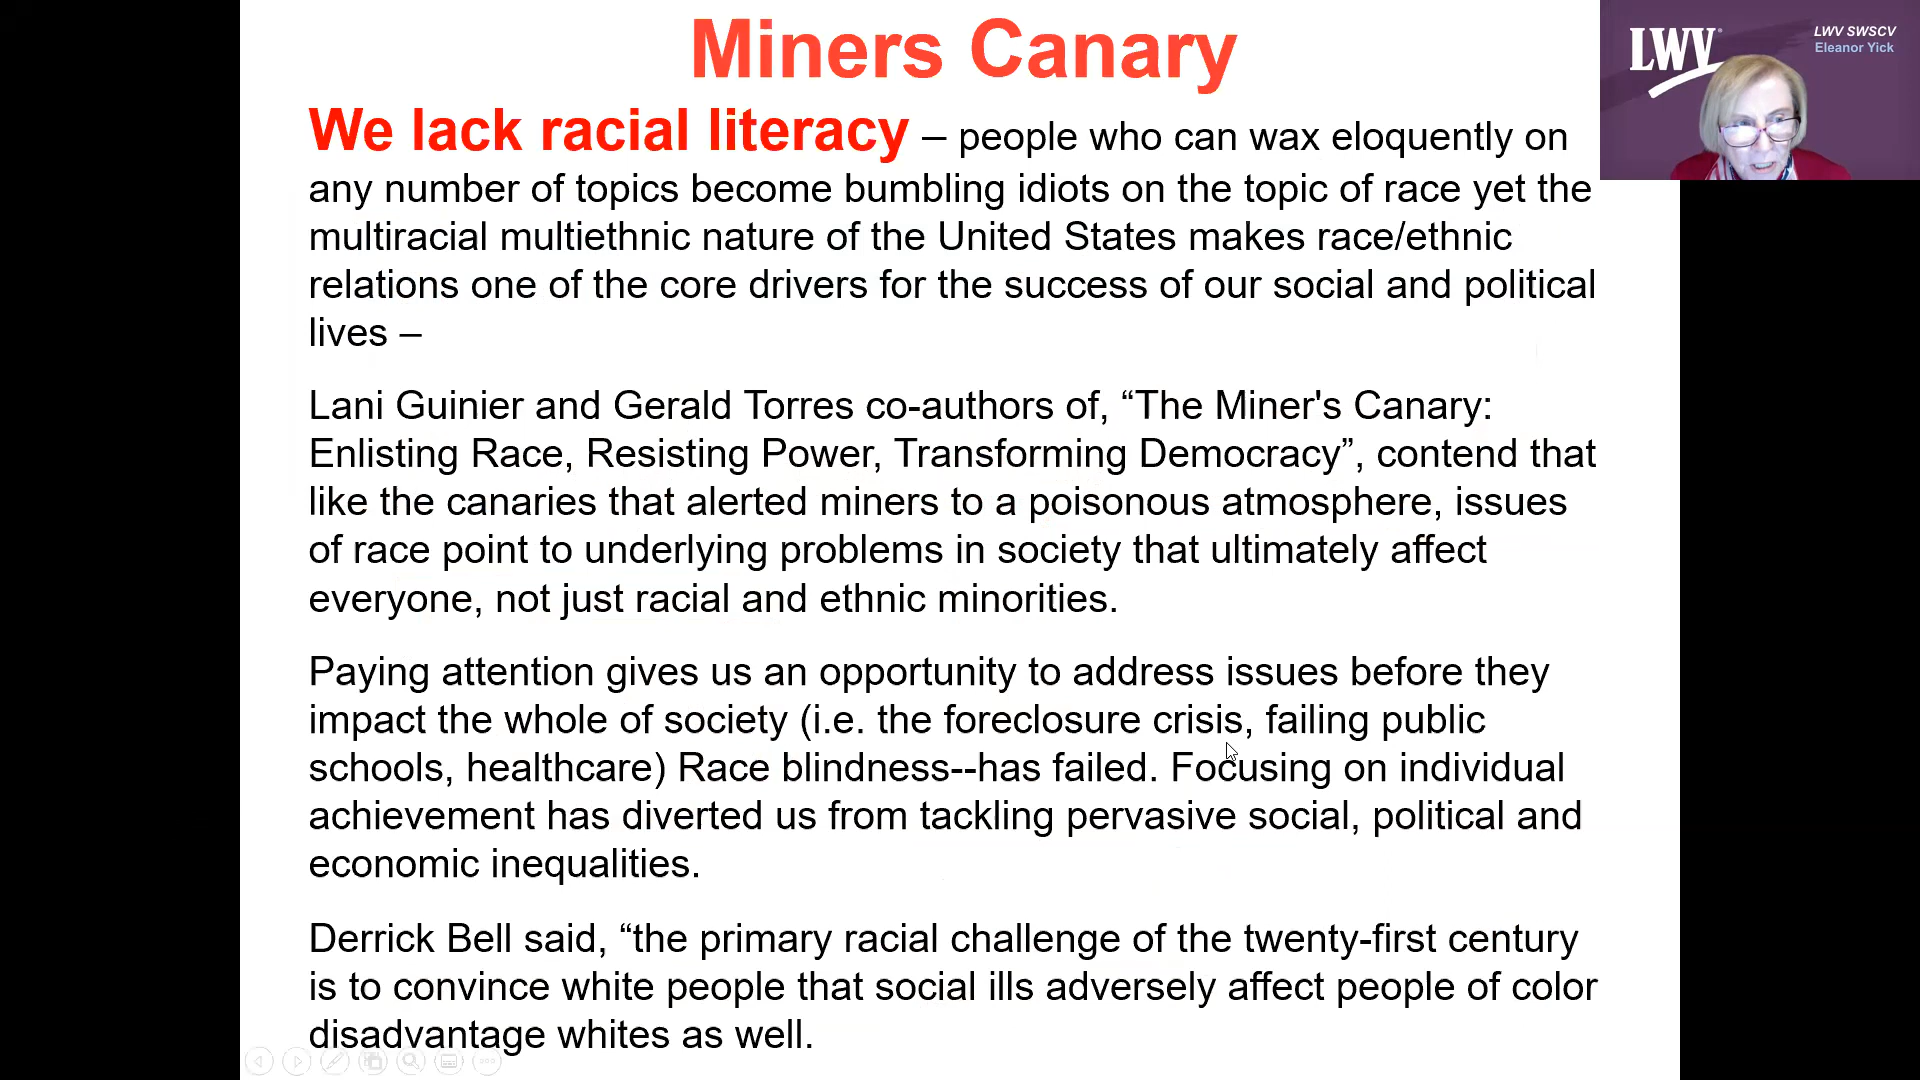 Miners Canary
LWV
LWV SWSCV
Eleanor Yick
We lack racial literacy – people who can wax eloquently on
any number of topics become bumbling idiots on the topic of race yet the
multiracial multiethnic nature of the United States makes race/ethnic
relations one of the core drivers for the success of our social and political
lives –
Lani Guinier and Gerald Torres co-authors of, “The Miner's Canary:
Enlisting Race, Resisting Power, Transforming Democracy”, contend that
like the canaries that alerted miners to a poisonous atmosphere, issues
of race point to underlying problems in society that ultimately affect
everyone, not just racial and ethnic minorities.
Paying attention gives us an opportunity to address issues before they
impact the whole of society (i.e. the foreclosure crisis, failing public
schools, healthcare) Race blindness--has failed. Focusing on individual
achievement has diverted us from tackling pervasive social, political and
economic inequalities.
Derrick Bell said, “the primary racial challenge of the twenty-first century
is to convince white people that social ills adversely affect people of color
disadvantage whites as well.